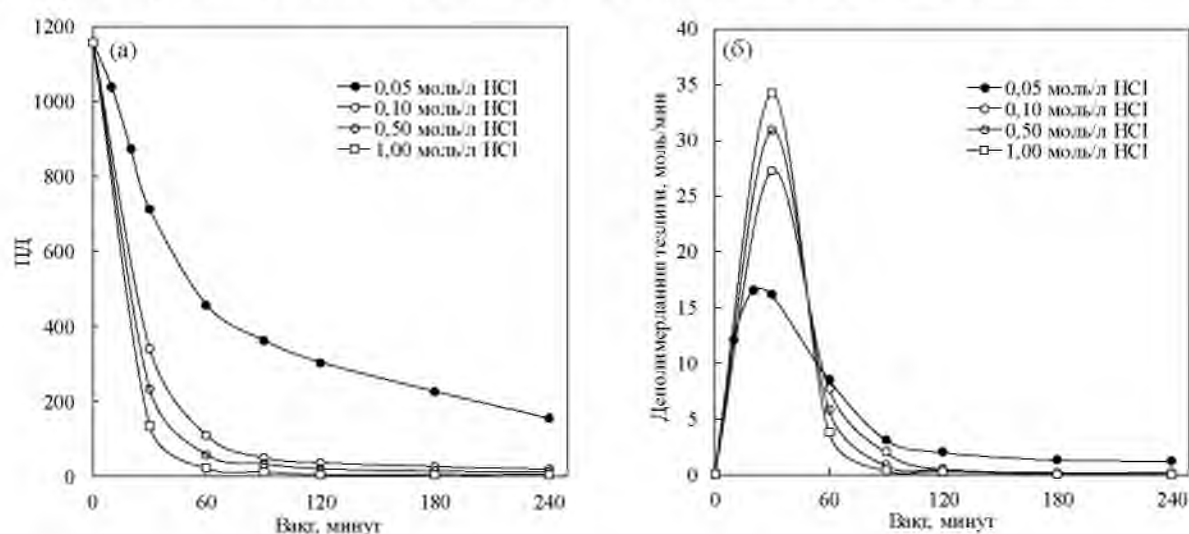 (а)
1200
1000
800
600
400
200
0
ПД
0,05 моль/л HCl
0,10 моль/л HCl
0,50 моль/л HCl
1,00 моль/л HCl
0 60 120 180 240
Вақт, минут
(б)
40
35
30
25
20
15
10
5
0
Деполимерланиш тезлиги, моль/мин
0,05 моль/л HCl
0,10 моль/л HCl
0,50 моль/л HCl
1,00 моль/л HCl
0 60 120 180 240
Вақт, минут